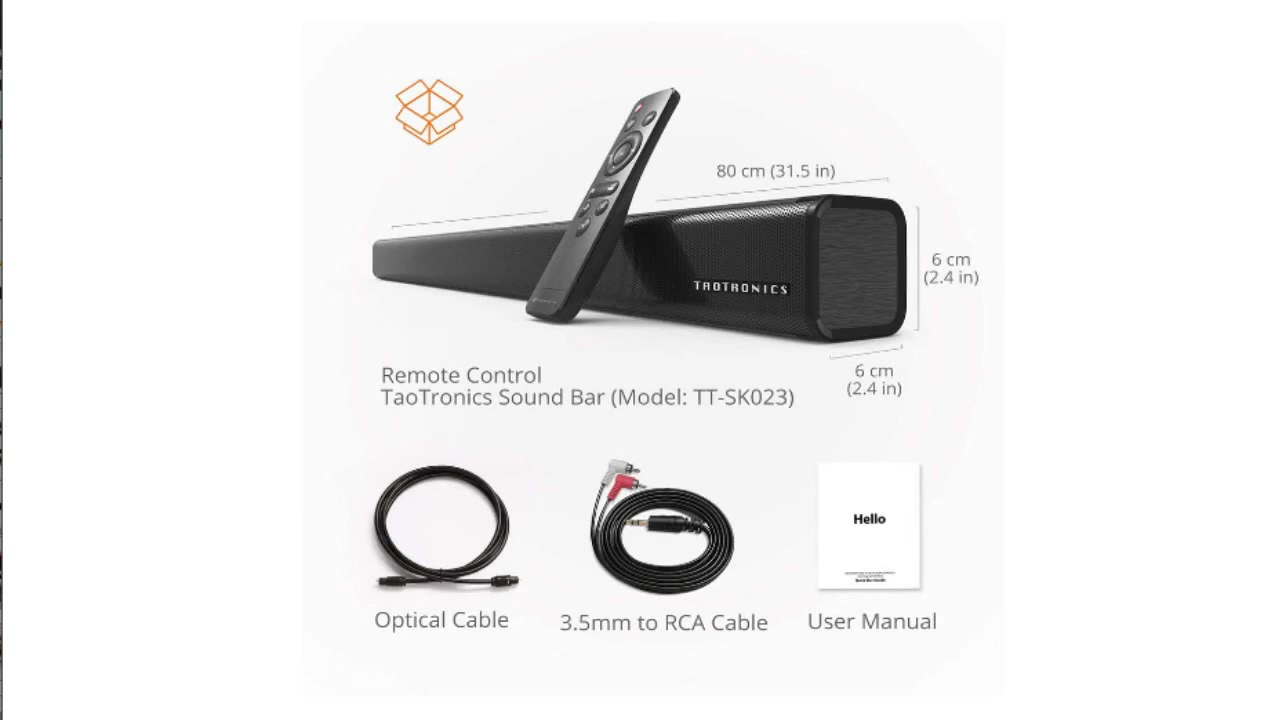 80 cm (31.5 in)
6 cm
(2.4 in)
TAOTRONICS
6 cm
(2.4 in)
Remote Control
TaoTronics Sound Bar (Model: TT-SK023)
Hello
Optical Cable
3.5mm to RCA Cable
User Manual